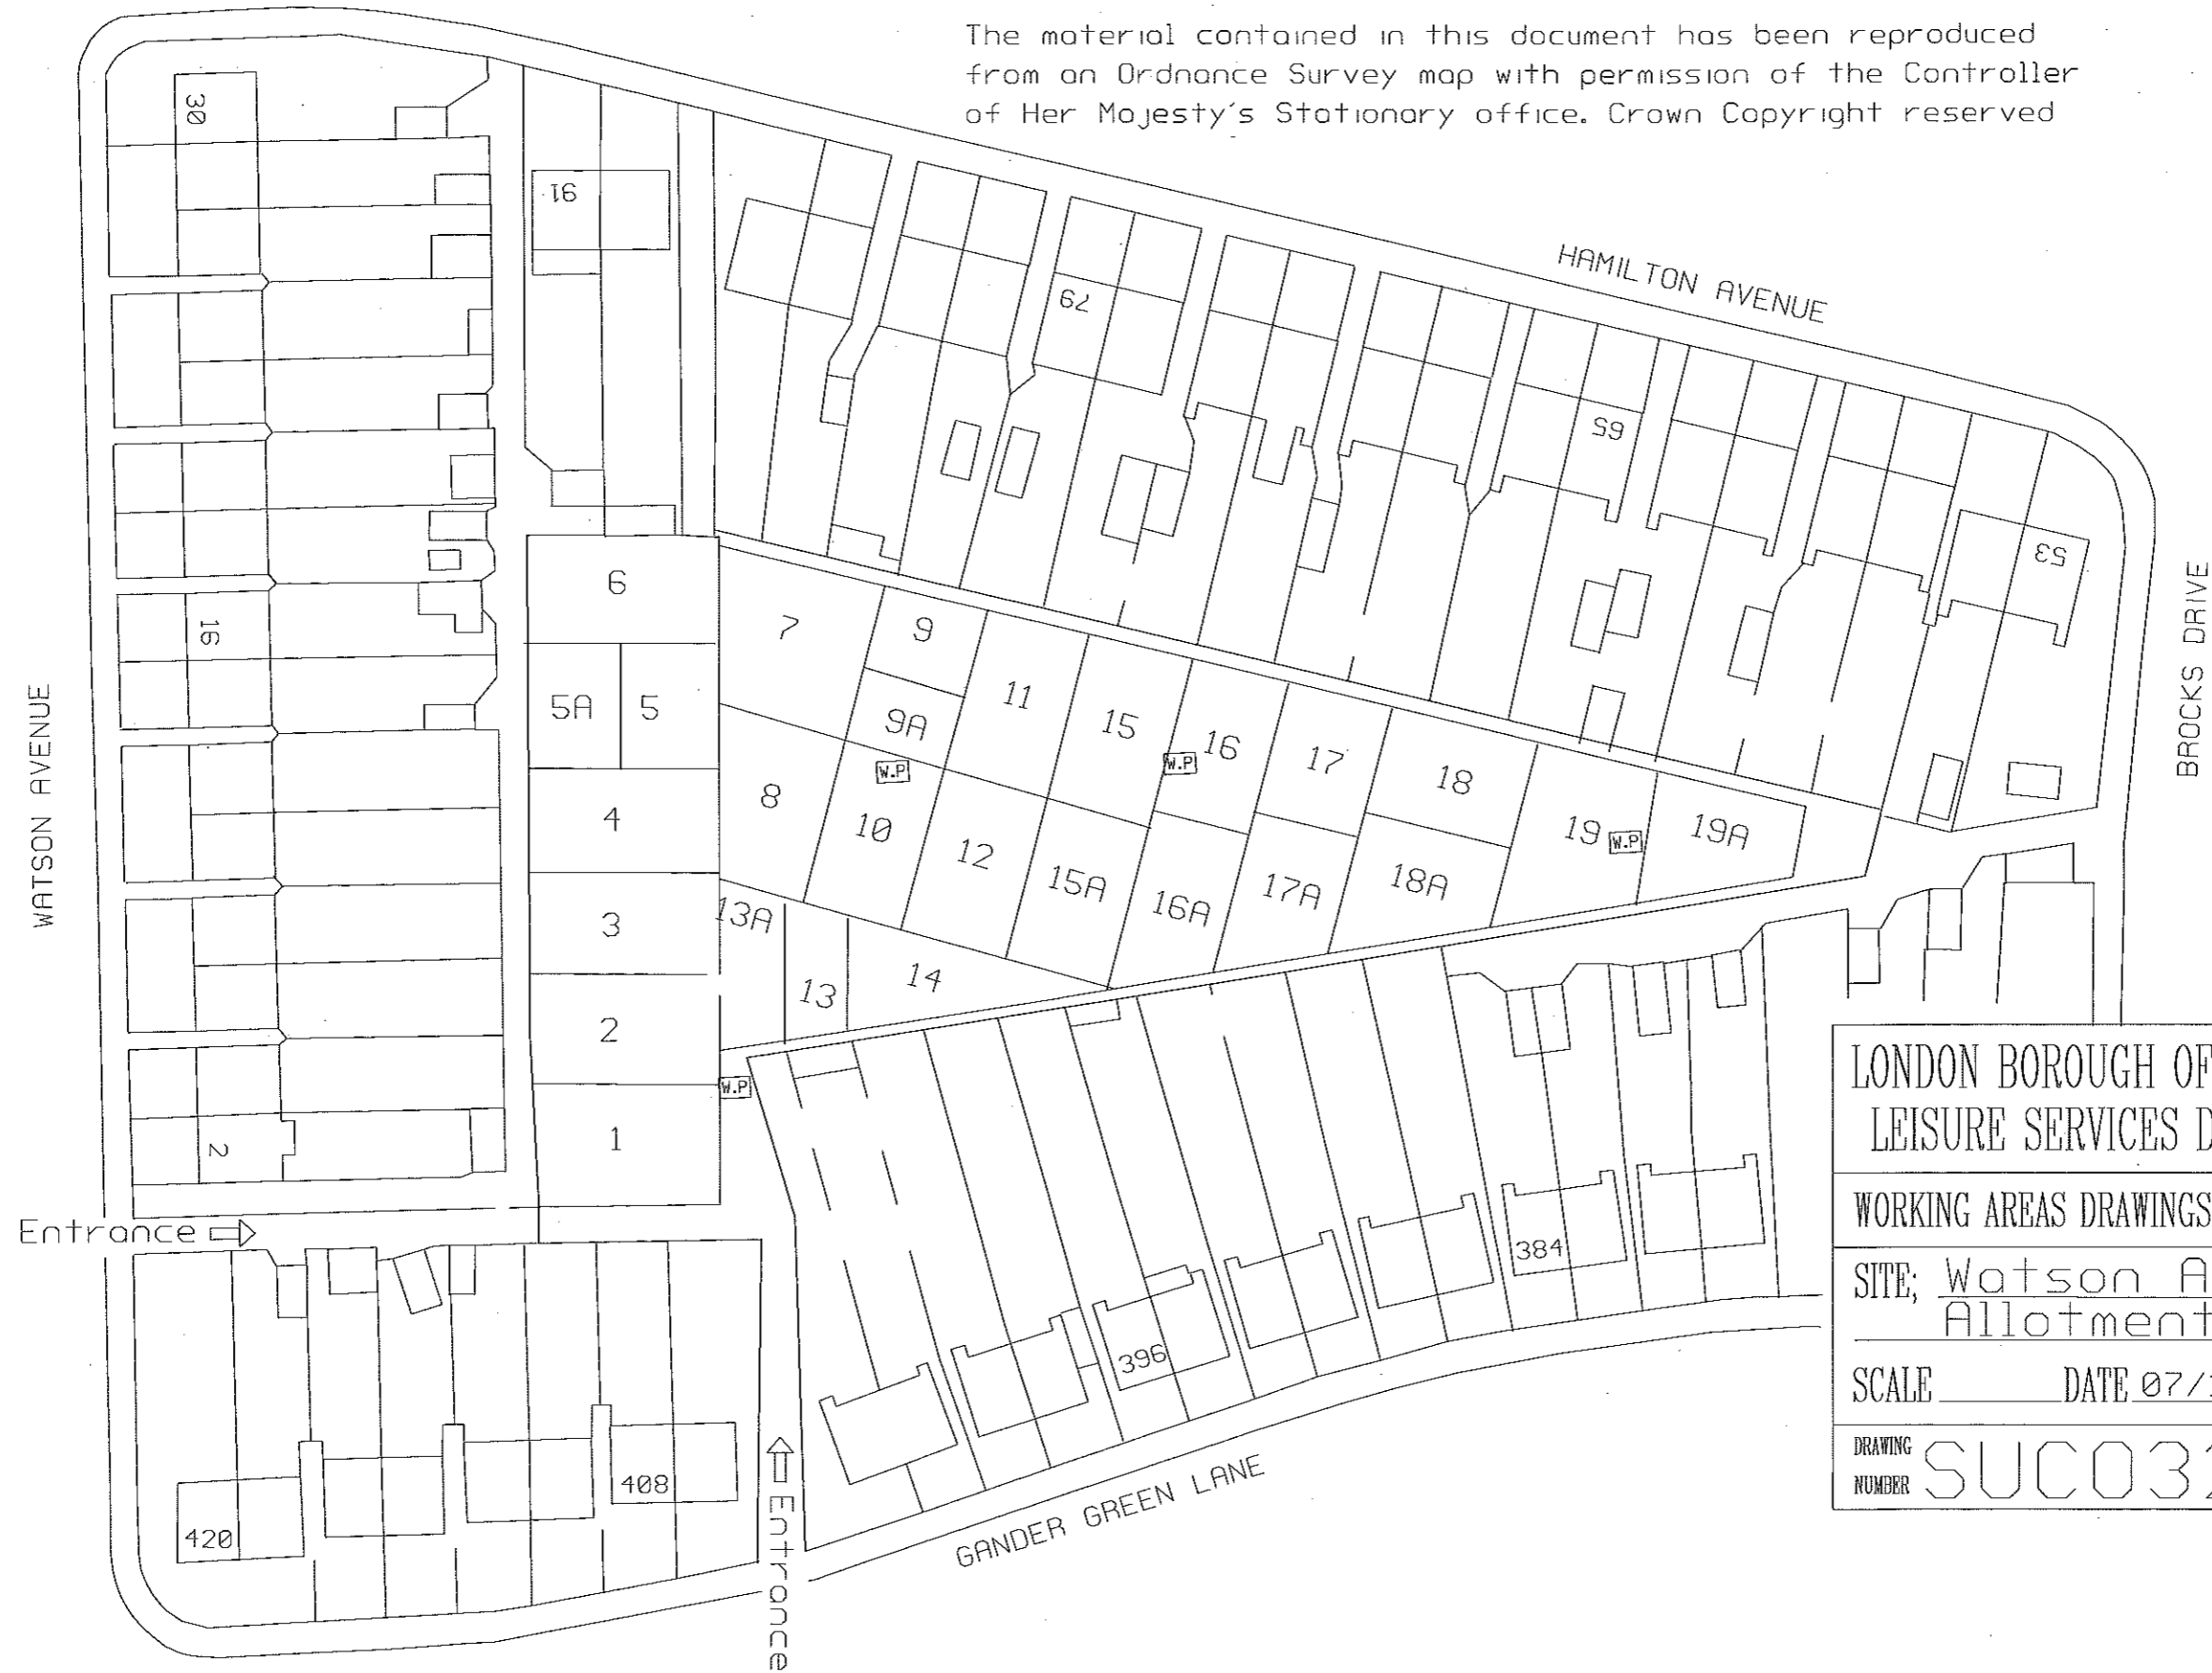 The material contained in this document has been reproduced
from an Ordnance Survey map with permission of the Controller
of Her Majesty's Stationary office. Crown Copyright reserved
30
91
HAMILTON AVENUE
79
65
53
BROCKS DRIVE
WATSON AVENUE
16
2
6
5A
5
4
3
2
1
7
8
9
9A
10
11
12
13A
13
14
15
15A
16
16A
17
17A
18
18A
19
19A
W.P
W.P
W.P
W.P
Entrance
Entrance
420
408
396
384
GANDER GREEN LANE
LONDON BOROUGH OF
LEISURE SERVICES D
WORKING AREAS DRAWINGS
SITE; Watson A
Allotment
SCALE DATE 07/
DRAWING NUMBER SUC03